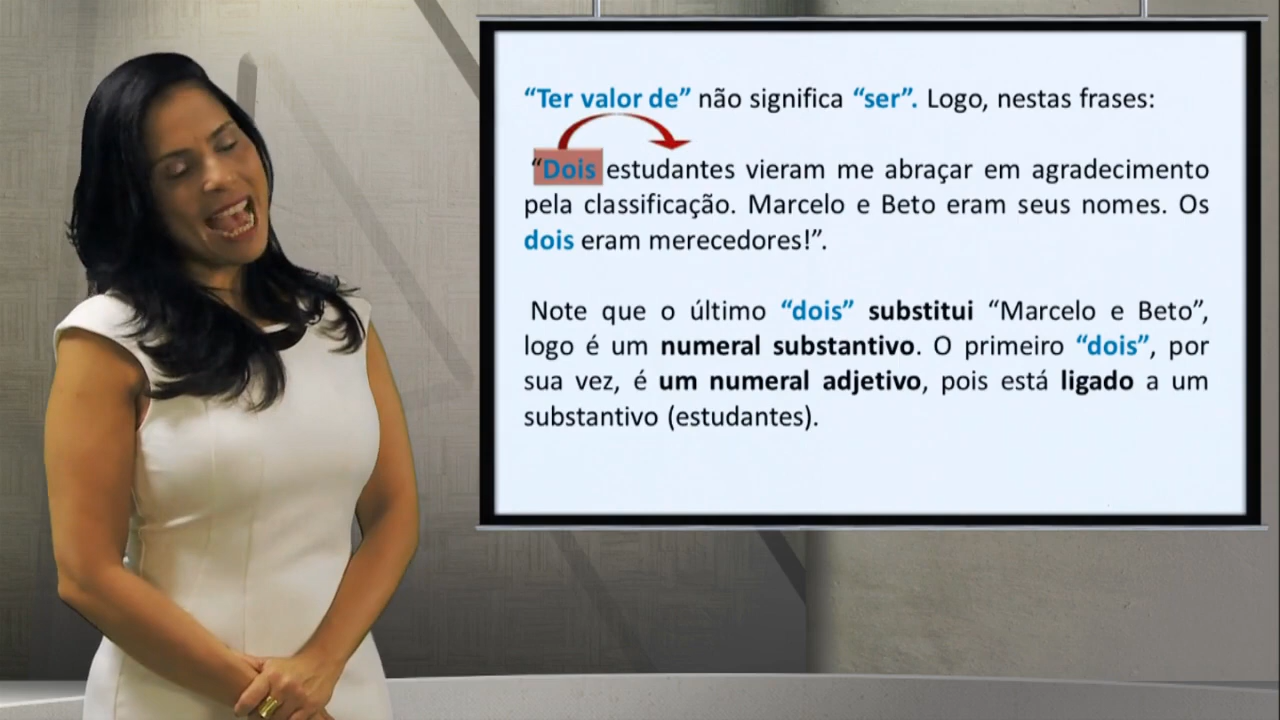 “Ter valor de” não significa “ser”. Logo, nestas frases:
“Dois estudantes vieram me abraçar em agradecimento
pela classificação. Marcelo e Beto eram seus nomes. Os
dois eram merecedores!”.
Note que o último “dois” substitui “Marcelo e Beto”,
logo é um numeral substantivo. O primeiro “dois”, por
sua vez, é um numeral adjetivo, pois está ligado a um
substantivo (estudantes).